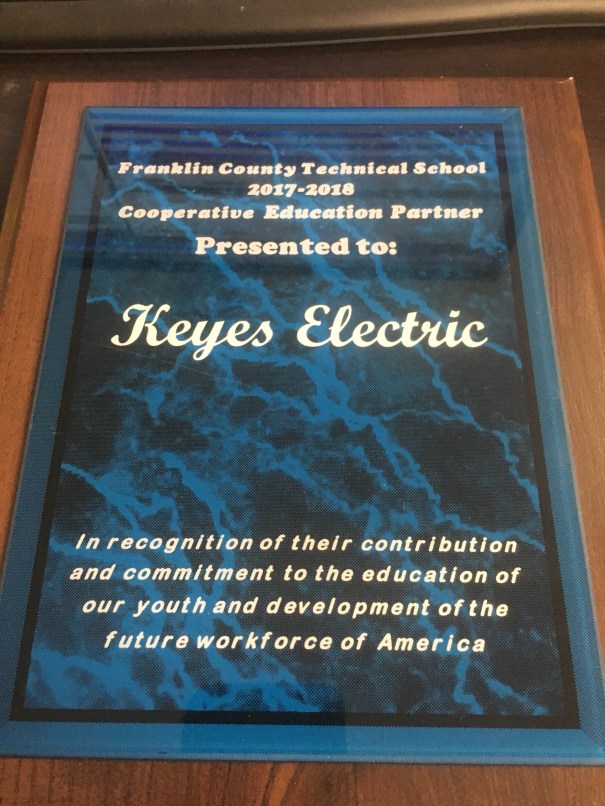 Franklin County Technical School
2017-2018
Cooperative Education Partner
Presented to:
Keyes Electric
In recognition of their contribution
and commitment to the education of
our youth and development of the
future workforce of America